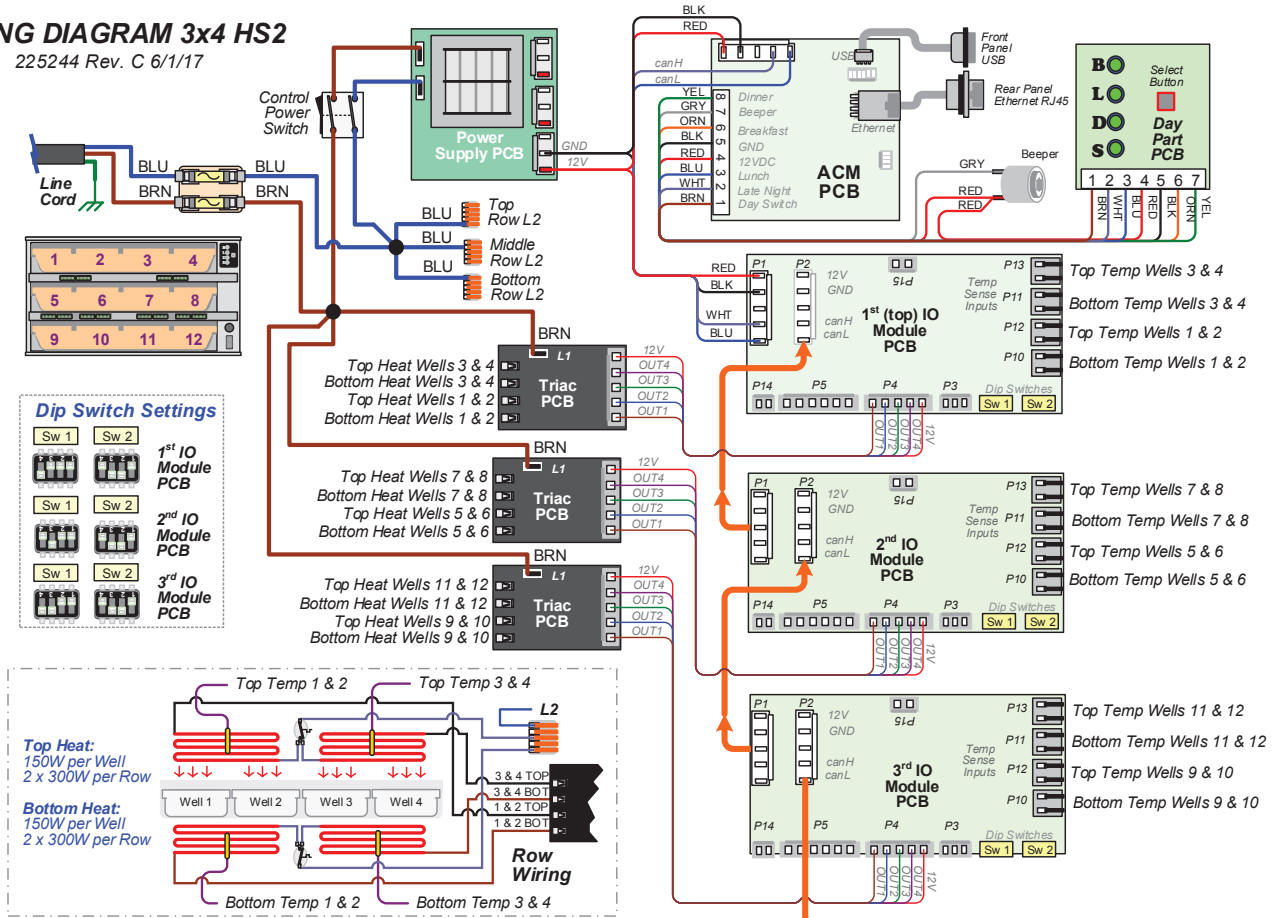 NG DIAGRAM 3x4 HS2
225244 Rev. C 6/1/17
Control
Power
Switch
Line
Cord
BLU
BRN
BLU
BRN
Power
Supply PCB
GND
12V
BLU
Top
Row L2
BLU
Middle
Row L2
BLU
Bottom
Row L2
BLK
RED
canH
canL
YEL
GRY
ORN
BLK
RED
BLU
WHT
BRN
8 Dinner
7 Beeper
6 Breakfast
5 GND
4 12VDC
3 Lunch
2 Late Night
1 Day Switch
USB
Ethernet
ACM
PCB
Front
Panel
USB
Rear Panel
Ethernet RJ45
GRY
Beeper
RED
RED
B
L
D
S
Select
Button
Day
Part
PCB
1 2 3 4 5 6 7
BRN
WHT
BLU
RED
BLK
ORN
YEL
1 2 3 4
5 6 7 8
9 10 11 12
Dip Switch Settings
Sw 1 Sw 2
1st IO
Module
PCB
Sw 1 Sw 2
2nd IO
Module
PCB
Sw 1 Sw 2
3rd IO
Module
PCB
BRN
L1
Top Heat Wells 3 & 4
Bottom Heat Wells 3 & 4
Top Heat Wells 1 & 2
Bottom Heat Wells 1 & 2
Triac
PCB
12V
OUT4
OUT3
OUT2
OUT1
BRN
L1
Top Heat Wells 7 & 8
Bottom Heat Wells 7 & 8
Top Heat Wells 5 & 6
Bottom Heat Wells 5 & 6
Triac
PCB
12V
OUT4
OUT3
OUT2
OUT1
BRN
L1
Top Heat Wells 11 & 12
Bottom Heat Wells 11 & 12
Top Heat Wells 9 & 10
Bottom Heat Wells 9 & 10
Triac
PCB
12V
OUT4
OUT3
OUT2
OUT1
RED
BLK
WHT
BLU
P1
P2
12V
GND
canH
canL
P15
1st (top) IO
Module
PCB
Temp
Sense
Inputs
P13 Top Temp Wells 3 & 4
P11 Bottom Temp Wells 3 & 4
P12 Top Temp Wells 1 & 2
P10 Bottom Temp Wells 1 & 2
P14 P5 P4 P3
Dip Switches
Sw 1 Sw 2
OUT1
OUT2
OUT3
OUT4
12V
P1
P2
12V
GND
canH
canL
P15
2nd IO
Module
PCB
Temp
Sense
Inputs
P13 Top Temp Wells 7 & 8
P11 Bottom Temp Wells 7 & 8
P12 Top Temp Wells 5 & 6
P10 Bottom Temp Wells 5 & 6
P14 P5 P4 P3
Dip Switches
Sw 1 Sw 2
OUT1
OUT2
OUT3
OUT4
12V
P1
P2
12V
GND
canH
canL
P15
3rd IO
Module
PCB
Temp
Sense
Inputs
P13 Top Temp Wells 11 & 12
P11 Bottom Temp Wells 11 & 12
P12 Top Temp Wells 9 & 10
P10 Bottom Temp Wells 9 & 10
P14 P5 P4 P3
Dip Switches
Sw 1 Sw 2
OUT1
OUT2
OUT3
OUT4
12V
Top Temp 1 & 2
Top Temp 3 & 4
L2
Top Heat:
150W per Well
2 x 300W per Row
Bottom Heat:
150W per Well
2 x 300W per Row
Well 1 Well 2 Well 3 Well 4
3 & 4 TOP
3 & 4 BOT
1 & 2 TOP
1 & 2 BOT
Row
Wiring
Bottom Temp 1 & 2
Bottom Temp 3 & 4